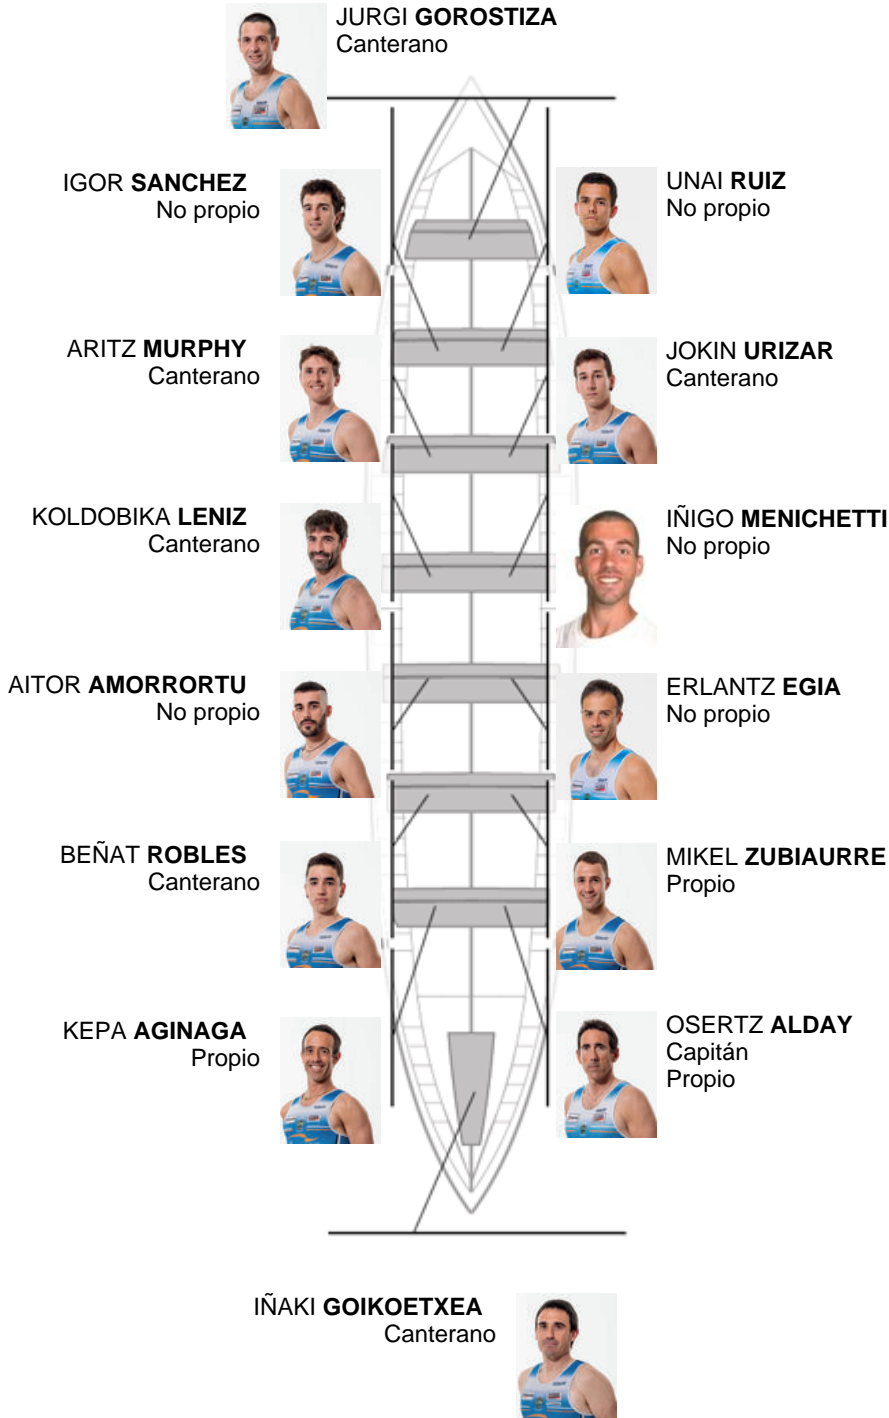 JURGI GOROSTIZA
Canterano
IGOR SANCHEZ
No propio
UNAI RUIZ
No propio
ARITZ MURPHY
Canterano
JOKIN URIZAR
Canterano
KOLDOBIKA LENIZ
Canterano
IÑIGO MENICHETTI
No propio
AITOR AMORRORTU
No propio
ERLANTZ EGIA
No propio
BEÑAT ROBLES
Canterano
MIKEL ZUBIAURRE
Propio
KEPA AGINAGA
Propio
OSERTZ ALDAY
Capitán
Propio
IÑAKI GOIKOETXEA
Canterano